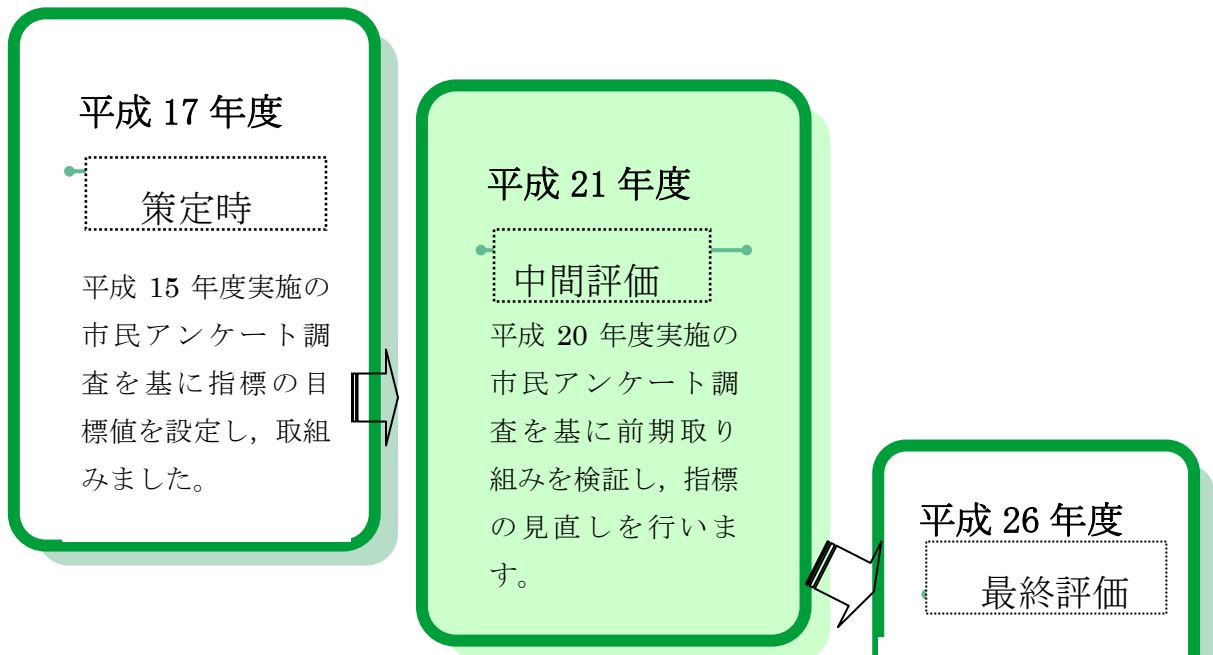 平成 17 年度
策定時
平成 15 年度実施の
市民アンケート調
査を基に指標の目
標値を設定し，取組
みました。
平成 21 年度
中間評価
平成 20 年度実施の
市民アンケート調
査を基に前期取り
組みを検証し，指標
の見直しを行いま
す。
平成 26 年度
最終評価